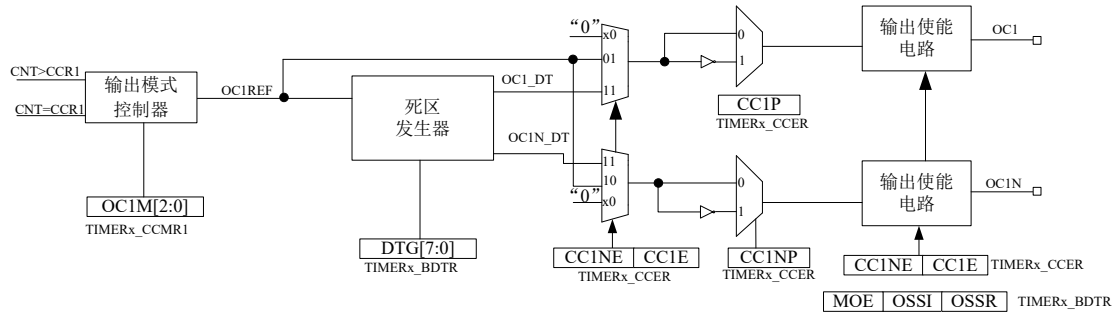 CNT>CCR1
CNT=CCR1
输出模式
控制器
OC1M[2:0]
TIMERx_CCMR1
OC1REF
死区
发生器
DTG[7:0]
TIMERx_BDTR
OC1_DT
OC1N_DT
“0”
x0
01
11
11
10
“0”
x0
CC1NE
CC1E
TIMERx_CCER
0
1
CC1P
TIMERx_CCER
0
1
CC1NP
TIMERx_CCER
输出使能
电路
OC1
输出使能
电路
OC1N
CC1NE
CC1E
TIMERx_CCER
MOE
OSSI
OSSR
TIMERx_BDTR